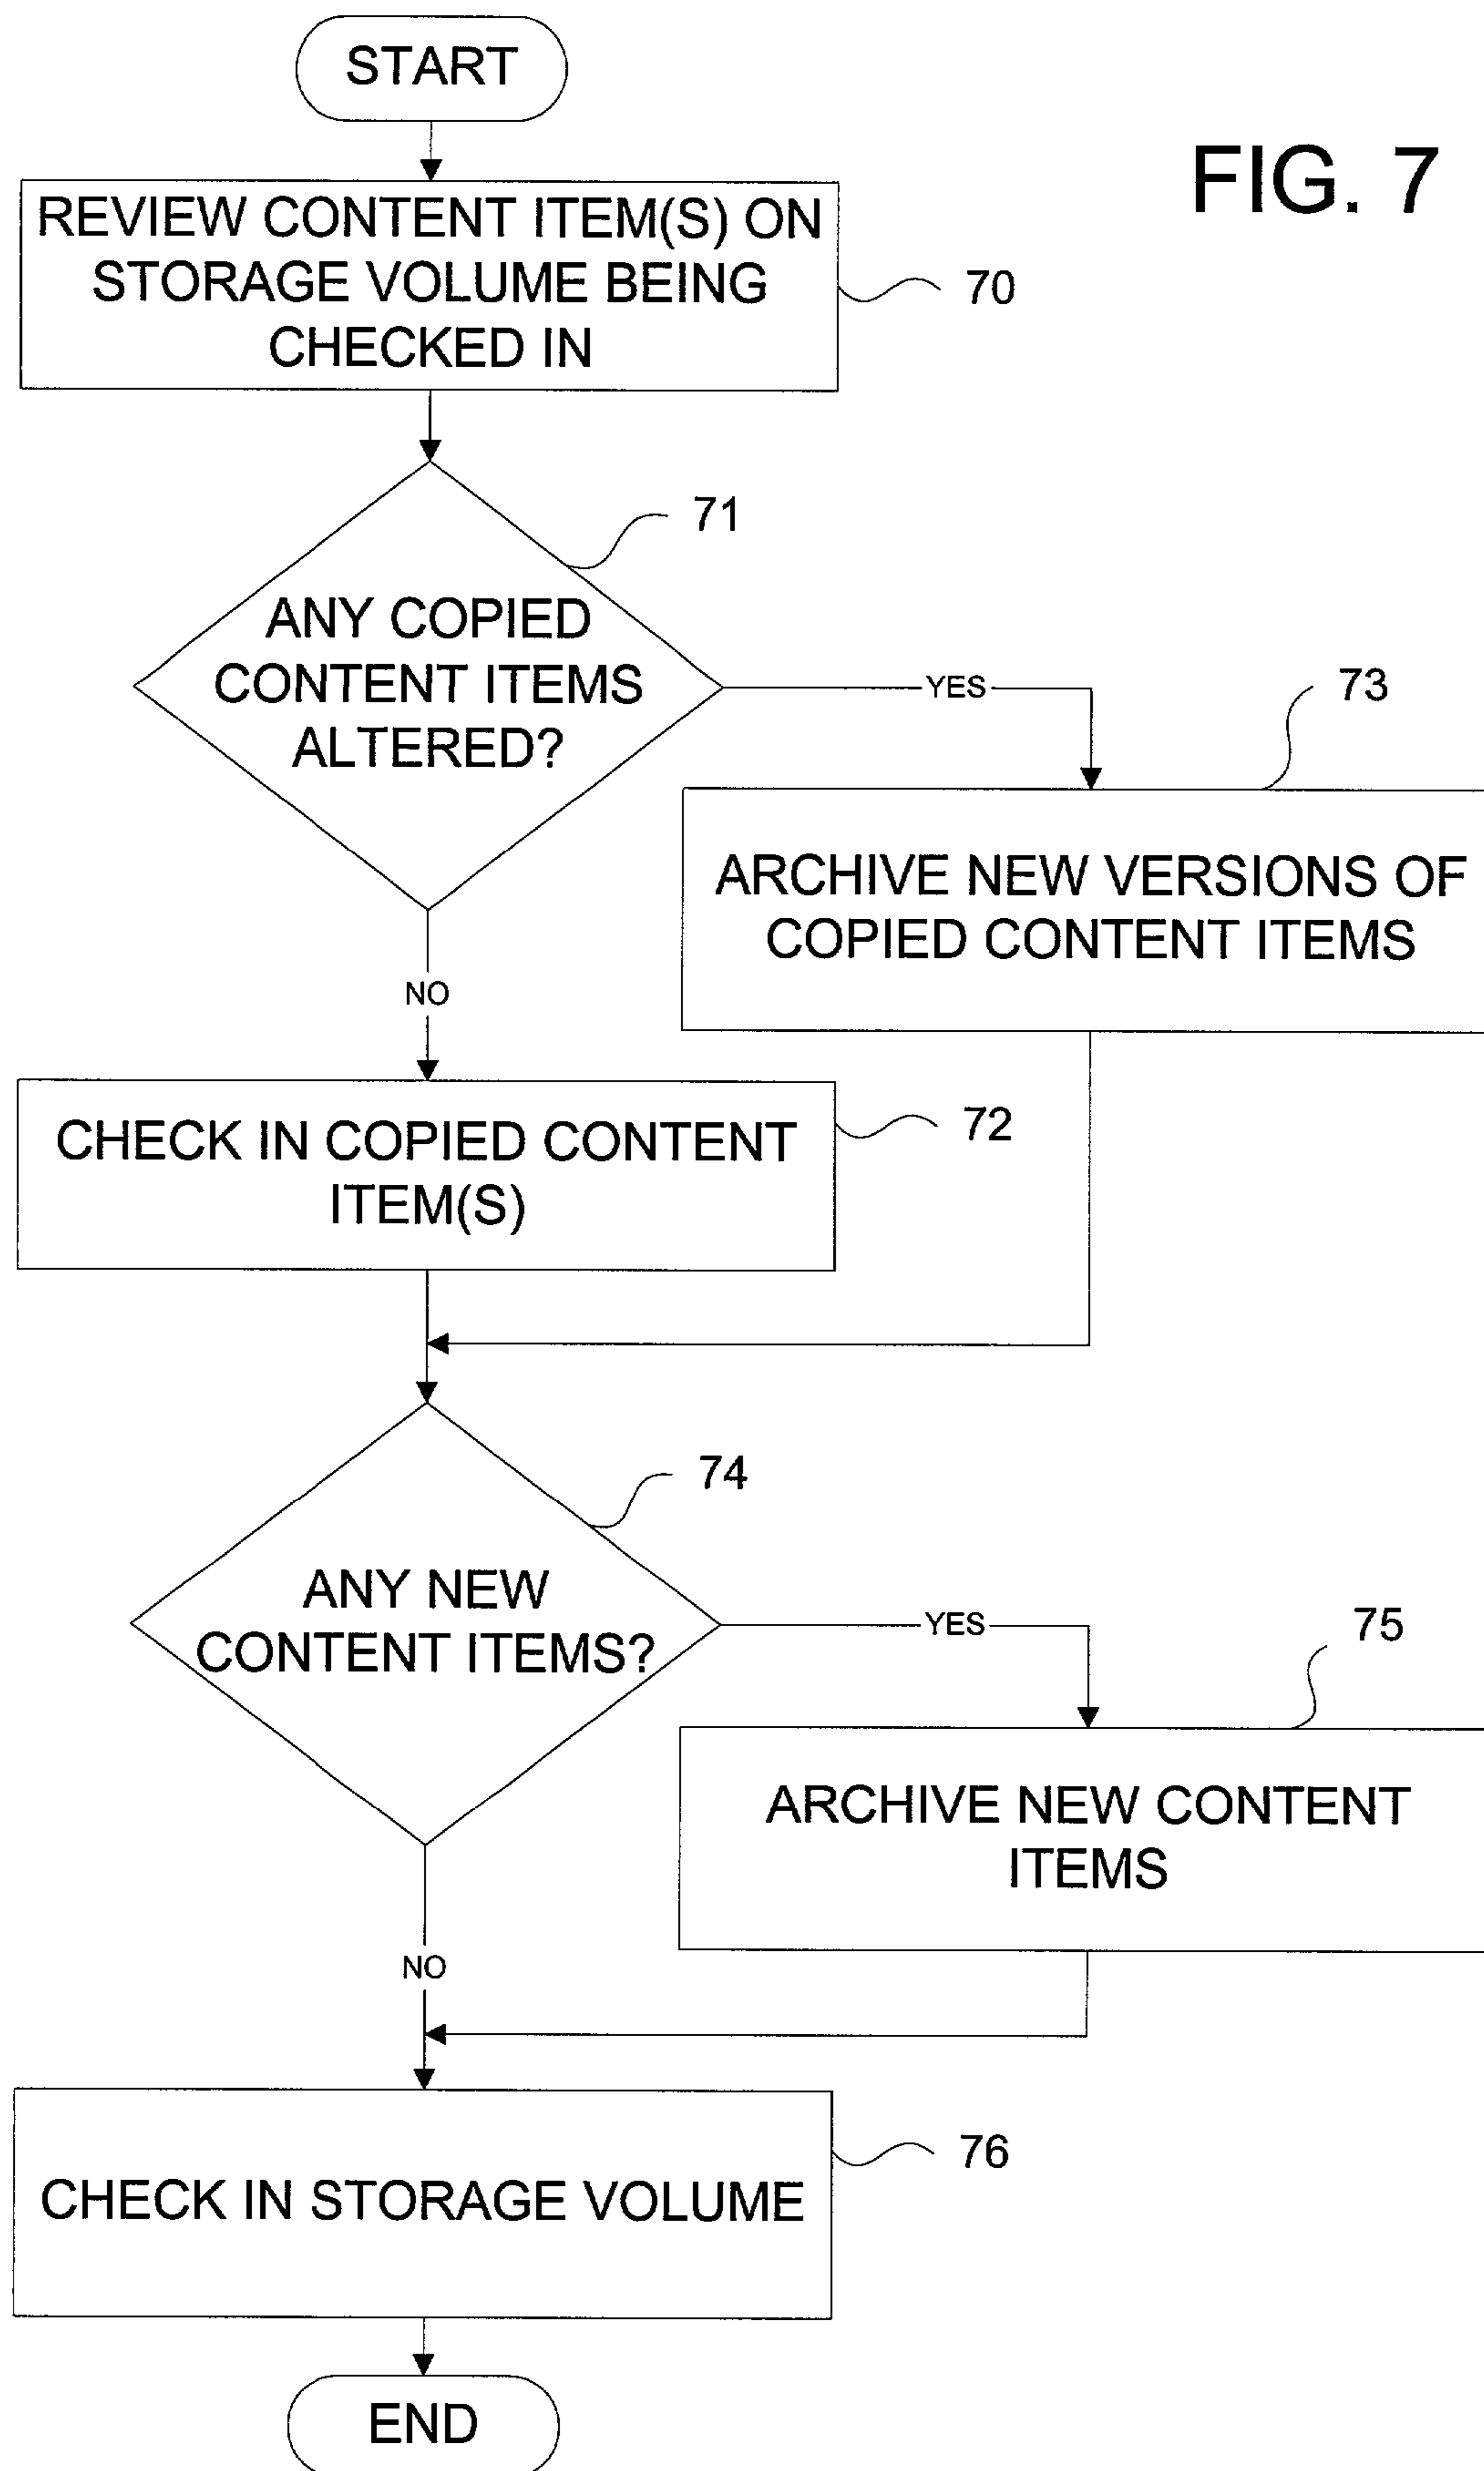 START
FIG. 7
REVIEW CONTENT ITEM(S) ON
STORAGE VOLUME BEING
CHECKED IN
70
71
ANY COPIED
CONTENT ITEMS
ALTERED?
YES
73
ARCHIVE NEW VERSIONS OF
COPIED CONTENT ITEMS
NO
CHECK IN COPIED CONTENT
ITEM(S)
72
74
ANY NEW
CONTENT ITEMS?
YES
75
ARCHIVE NEW CONTENT
ITEMS
NO
CHECK IN STORAGE VOLUME
76
END